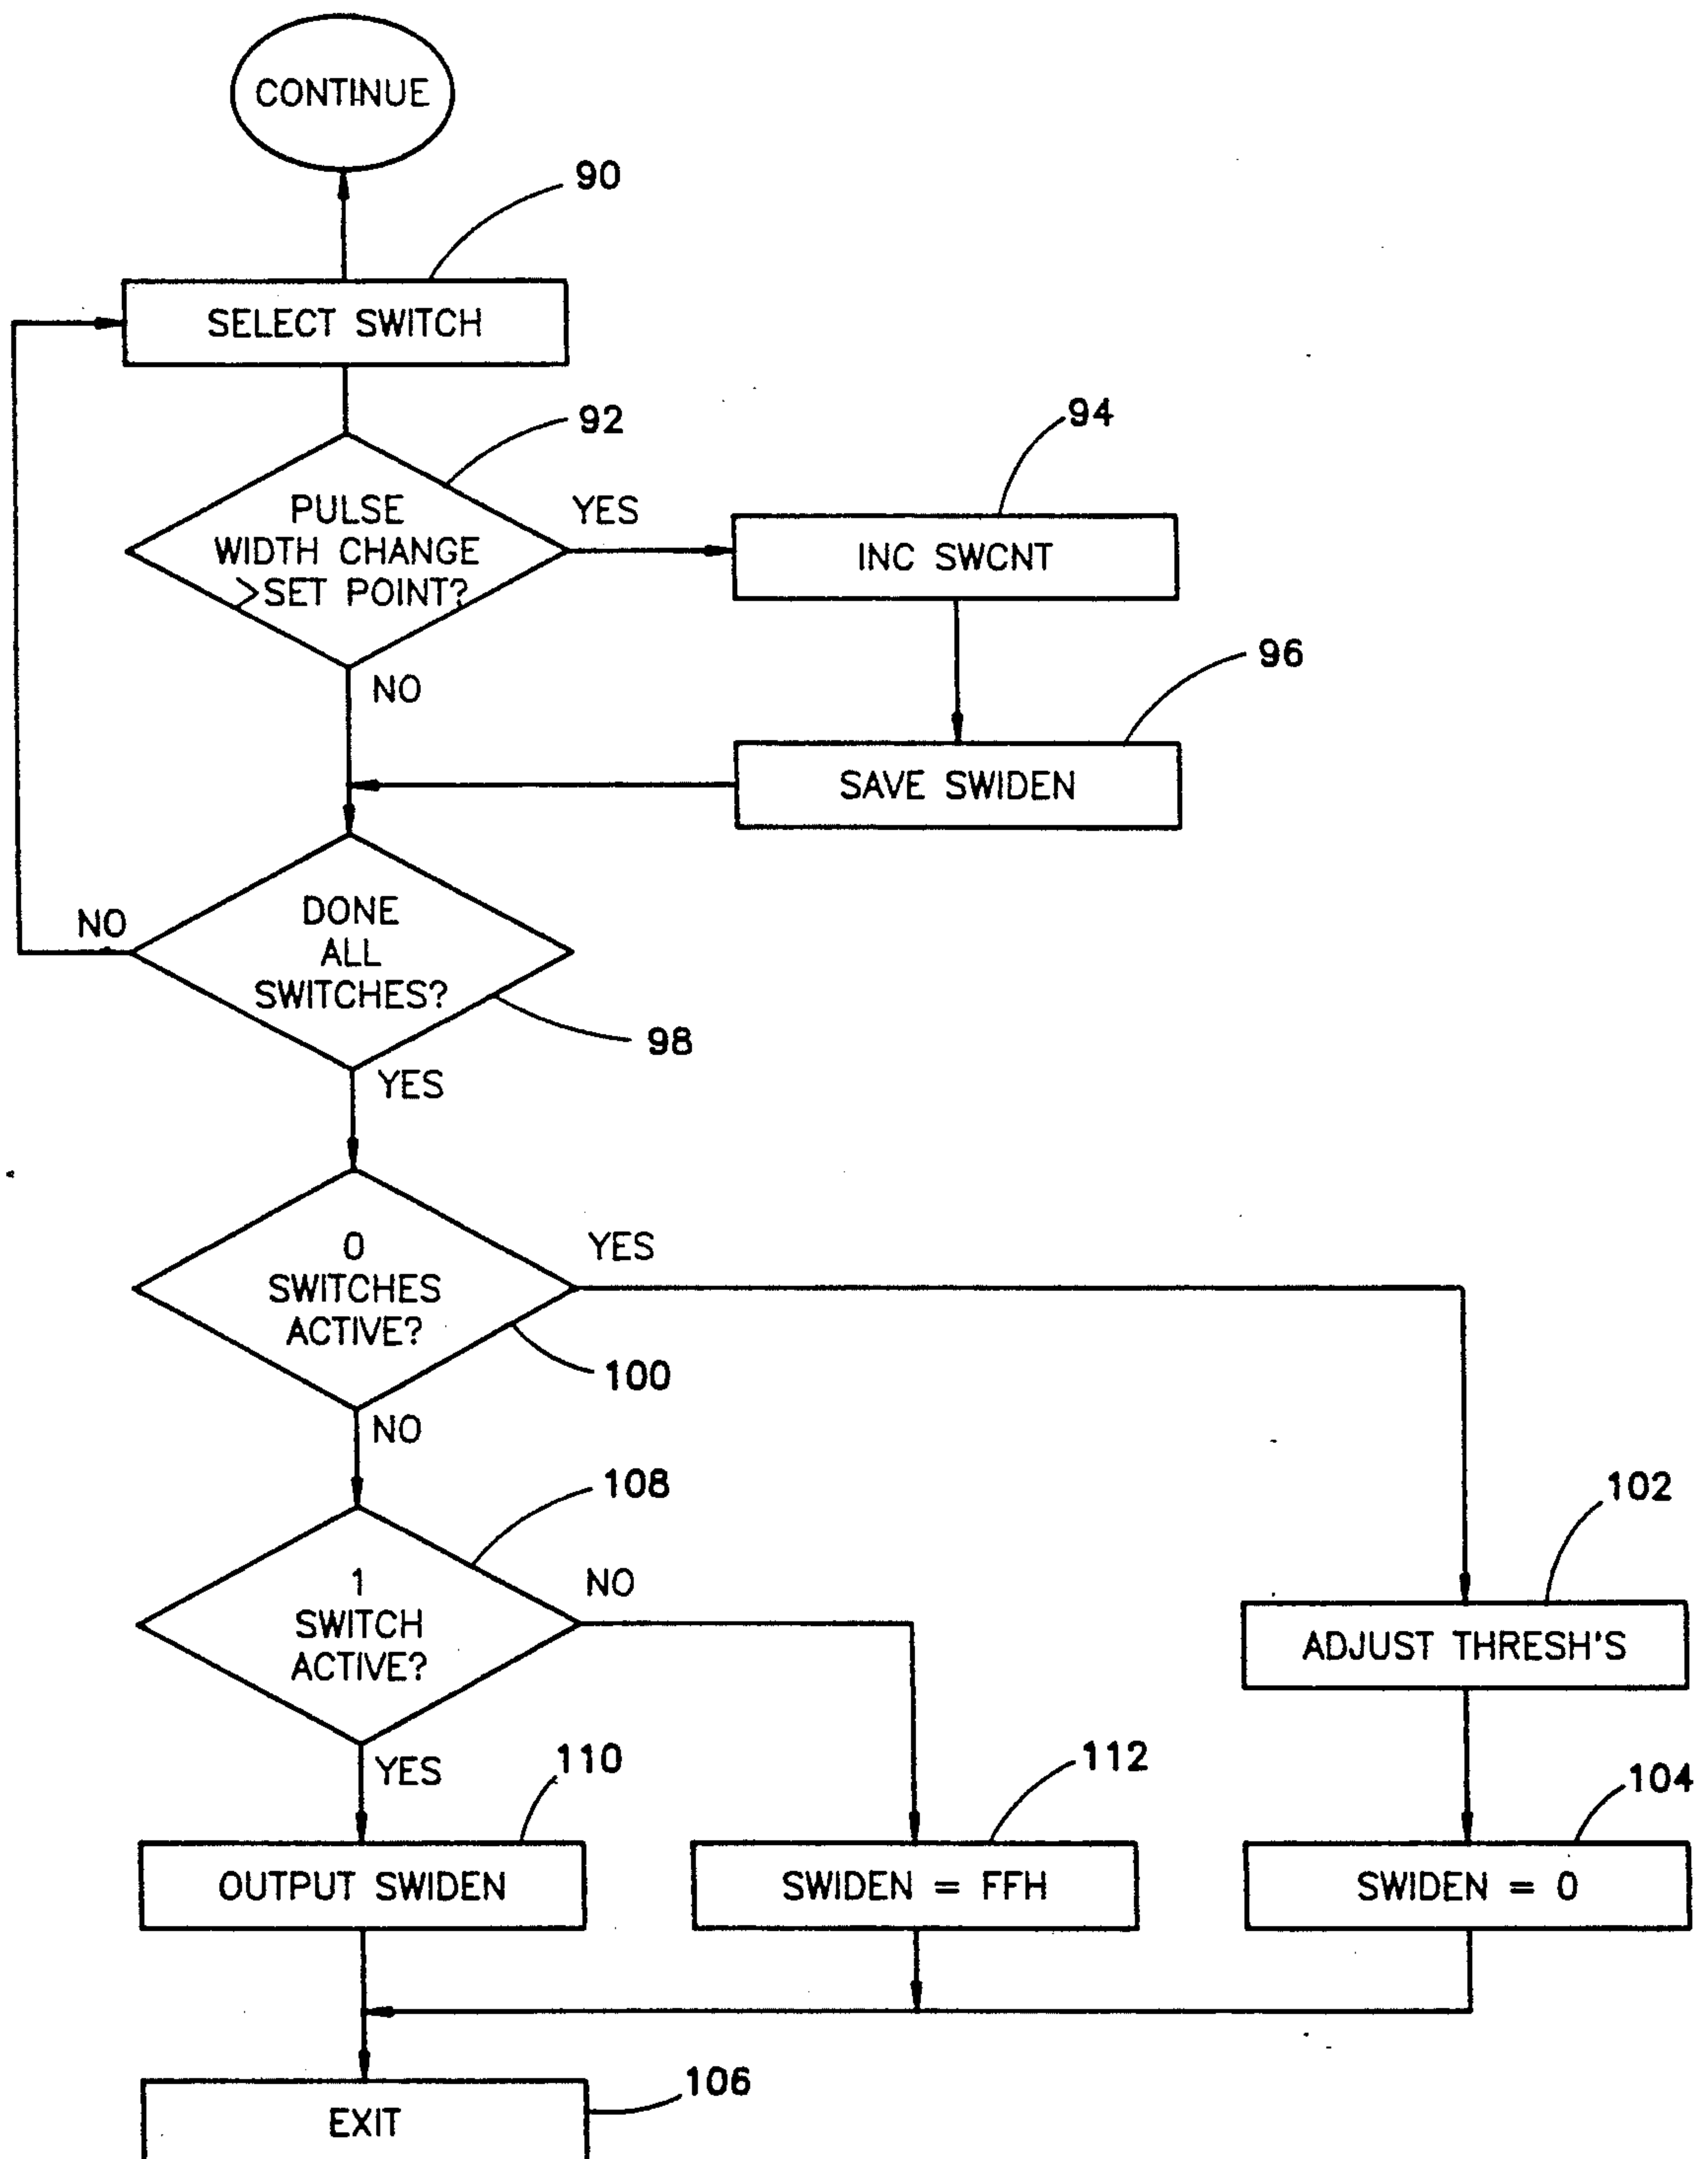 CONTINUE
90
SELECT SWITCH
92
PULSE
WIDTH CHANGE
>SET POINT?
YES
94
INC SWCNT
NO
96
SAVE SWIDEN
DONE
ALL
SWITCHES?
NO
98
YES
0
SWITCHES
ACTIVE?
YES
100
NO
108
1
SWITCH
ACTIVE?
NO
102
ADJUST THRESH'S
YES
110
112
104
OUTPUT SWIDEN
SWIDEN = FFH
SWIDEN = 0
106
EXIT